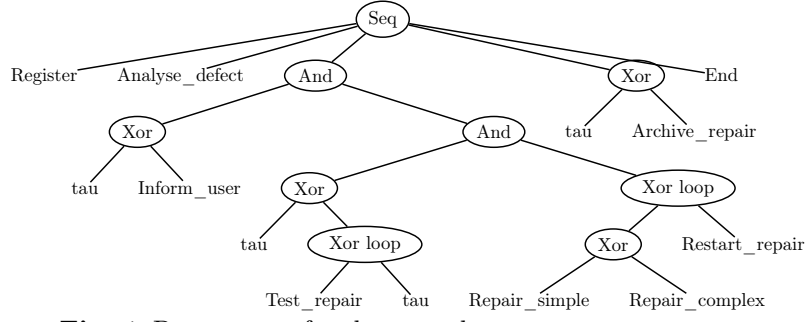 Seq
Register Analyse_defect And Xor End
Xor And tau Archive_repair
tau Inform_user Xor Xor loop
tau Xor loop Xor Restart_repair
Test_repair tau Repair_simple Repair_complex